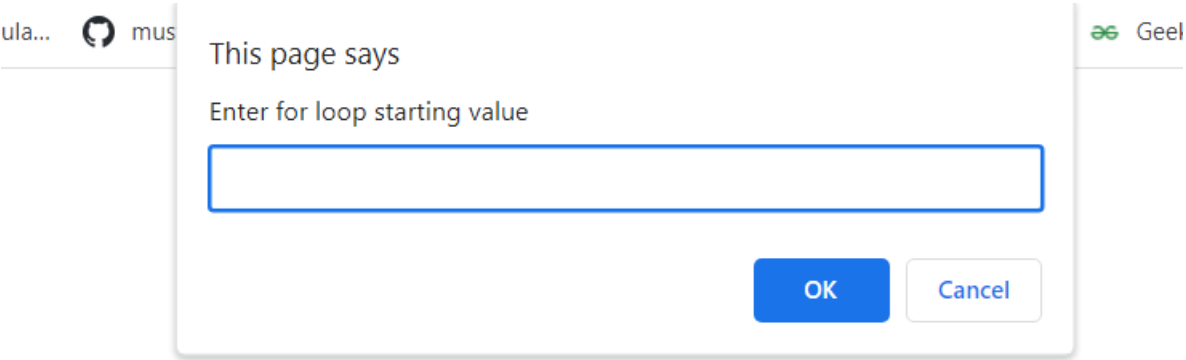 ula... mus Geek
This page says
Enter for loop starting value
OK Cancel